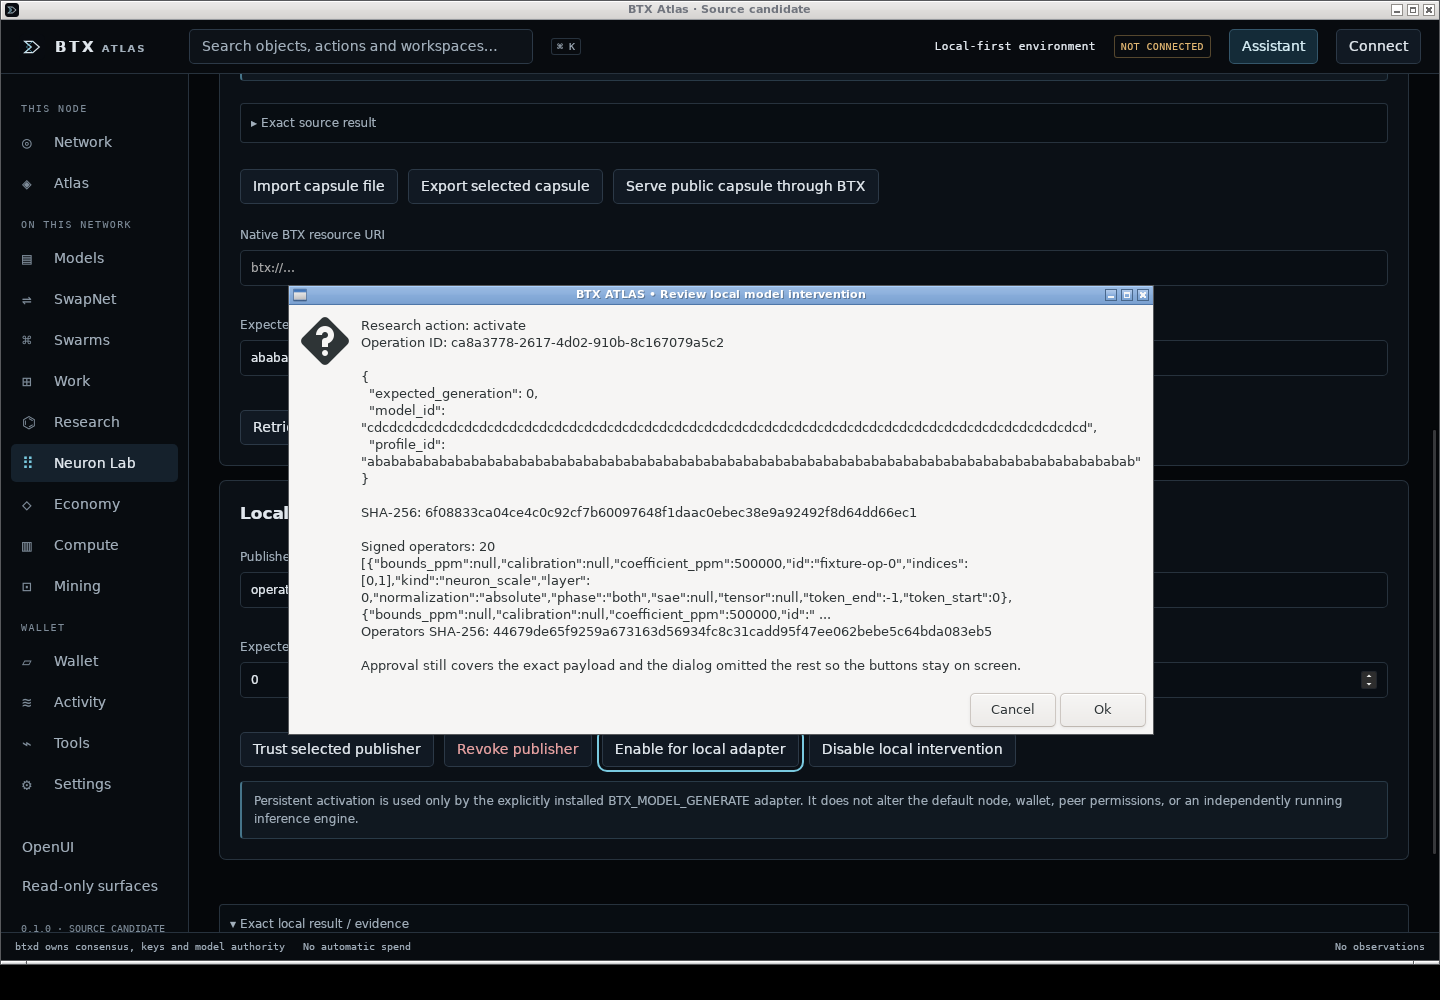 BTX Atlas · Source candidate
BTX ATLAS
Search objects, actions and workspaces...
⌘ K
Local-first environment
NOT CONNECTED
Assistant
Connect
THIS NODE
Network
Atlas
ON THIS NETWORK
Models
SwapNet
Swarms
Work
Research
Neuron Lab
Economy
Compute
Mining
WALLET
Wallet
Activity
Tools
Settings
OpenUI
Read-only surfaces
0.1.0 · SOURCE CANDIDATE
▸ Exact source result
Import capsule file
Export selected capsule
Serve public capsule through BTX
Native BTX resource URI
btx://...
Expecte
ababa
Retri
Local
Publishe
operat
Expecte
0
BTX ATLAS • Review local model intervention
Research action: activate
Operation ID: ca8a3778-2617-4d02-910b-8c167079a5c2
{
"expected_generation": 0,
"model_id":
"cdcdcdcdcdcdcdcdcdcdcdcdcdcdcdcdcdcdcdcdcdcdcdcdcdcdcdcdcdcdcdcdcdcdcdcdcdcdcdcdcdcdcdcdcdcdcdcd",
"profile_id":
"abababababababababababababababababababababababababababababababababababababababababababababababab"
}
SHA-256: 6f08833ca04ce4c0c92cf7b60097648f1daac0ebec38e9a92492f8d64dd66ec1
Signed operators: 20
[{"bounds_ppm":null,"calibration":null,"coefficient_ppm":500000,"id":"fixture-op-0","indices":
[0,1],"kind":"neuron_scale","layer":
0,"normalization":"absolute","phase":"both","sae":null,"tensor":null,"token_end":-1,"token_start":0},
{"bounds_ppm":null,"calibration":null,"coefficient_ppm":500000,"id":" ...
Operators SHA-256: 44679de65f9259a673163d56934fc8c31cadd95f47ee062bebe5c64bda083eb5
Approval still covers the exact payload and the dialog omitted the rest so the buttons stay on screen.
Cancel
Ok
Trust selected publisher
Revoke publisher
Enable for local adapter
Disable local intervention
Persistent activation is used only by the explicitly installed BTX_MODEL_GENERATE adapter. It does not alter the default node, wallet, peer permissions, or an independently running
inference engine.
▾ Exact local result / evidence
btxd owns consensus, keys and model authority
No automatic spend
No observations